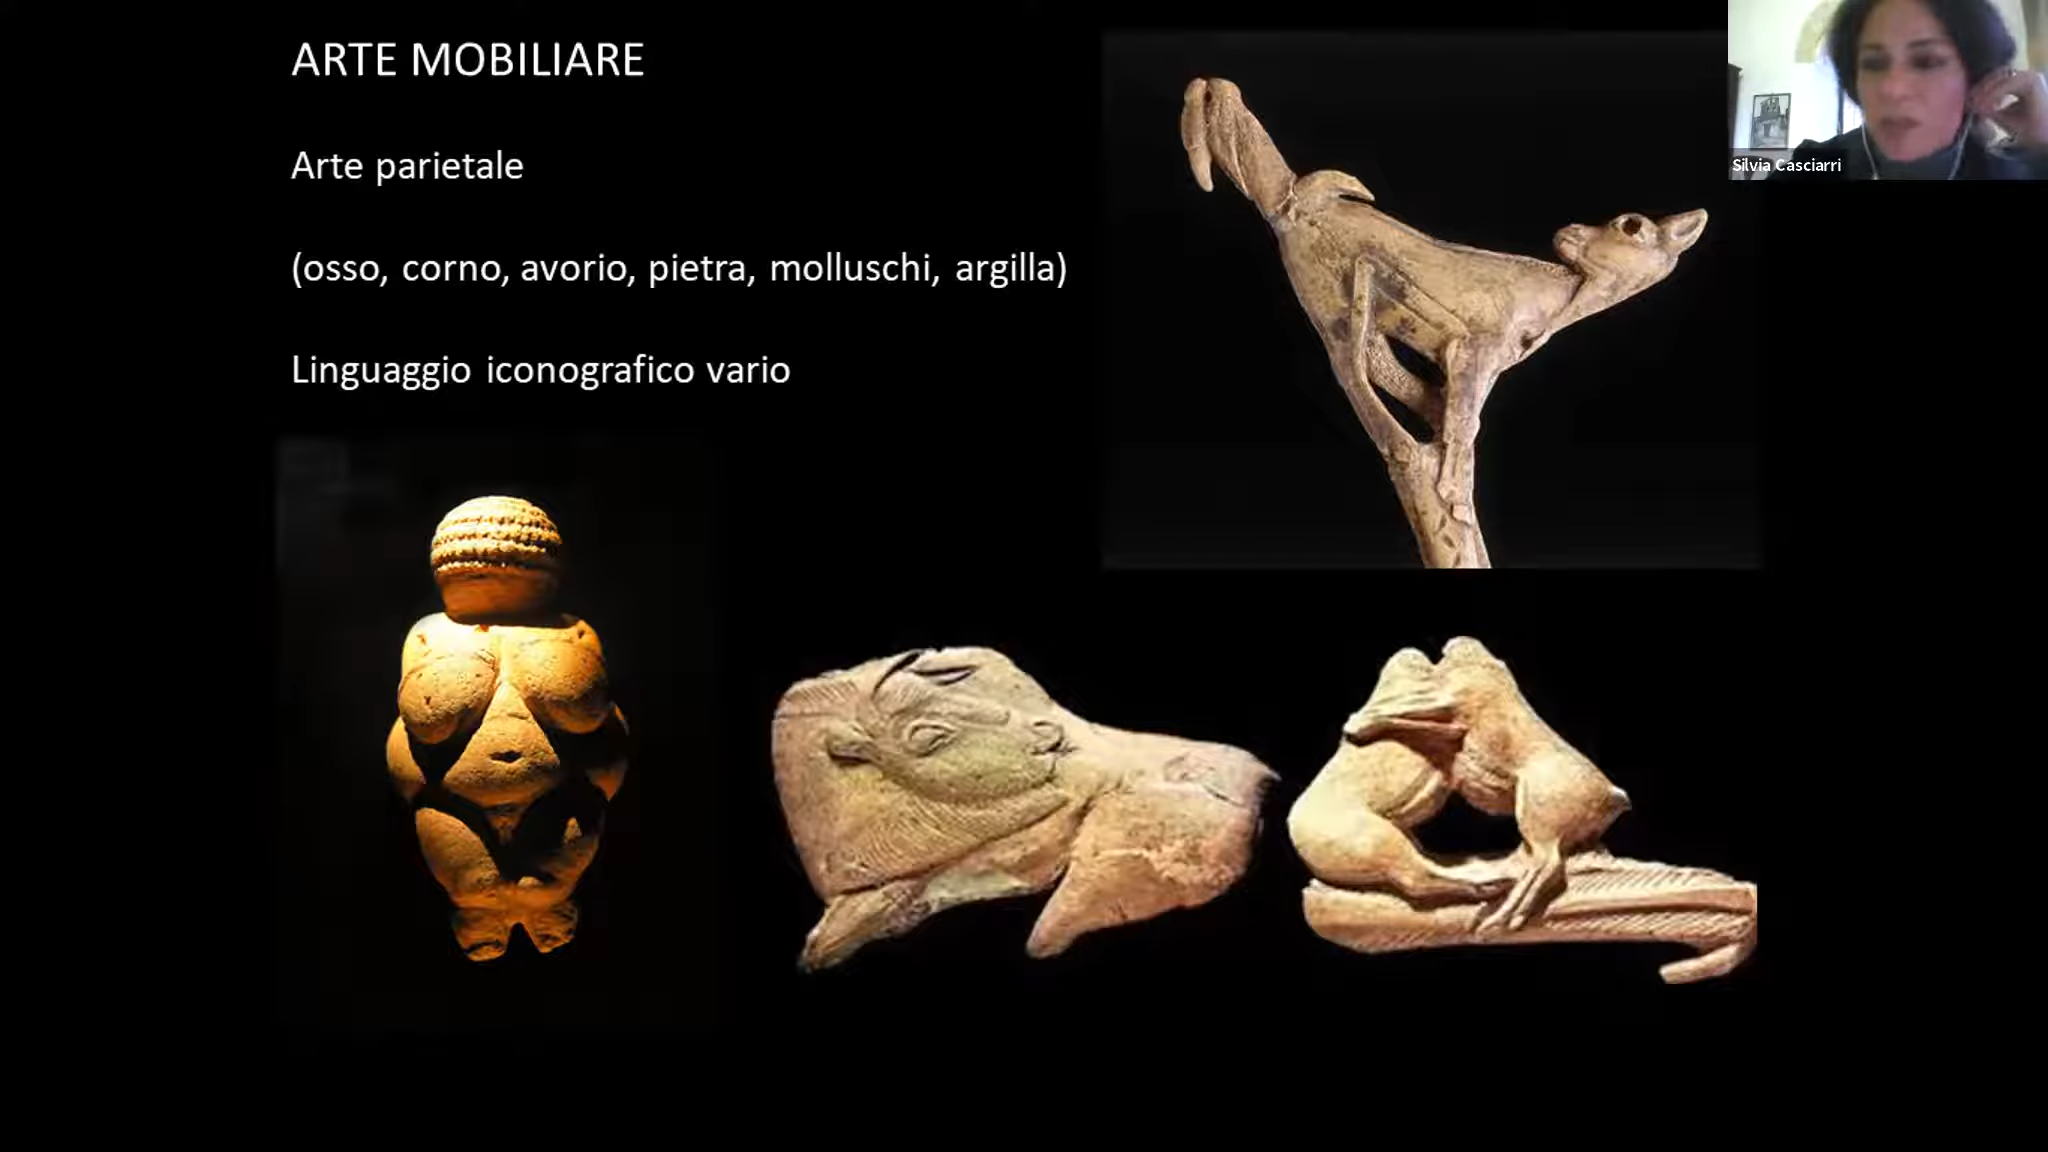 ARTE MOBILIARE
Arte parietale
(osso, corno, avorio, pietra, molluschi, argilla)
Linguaggio iconografico vario
Silvia Casciarri